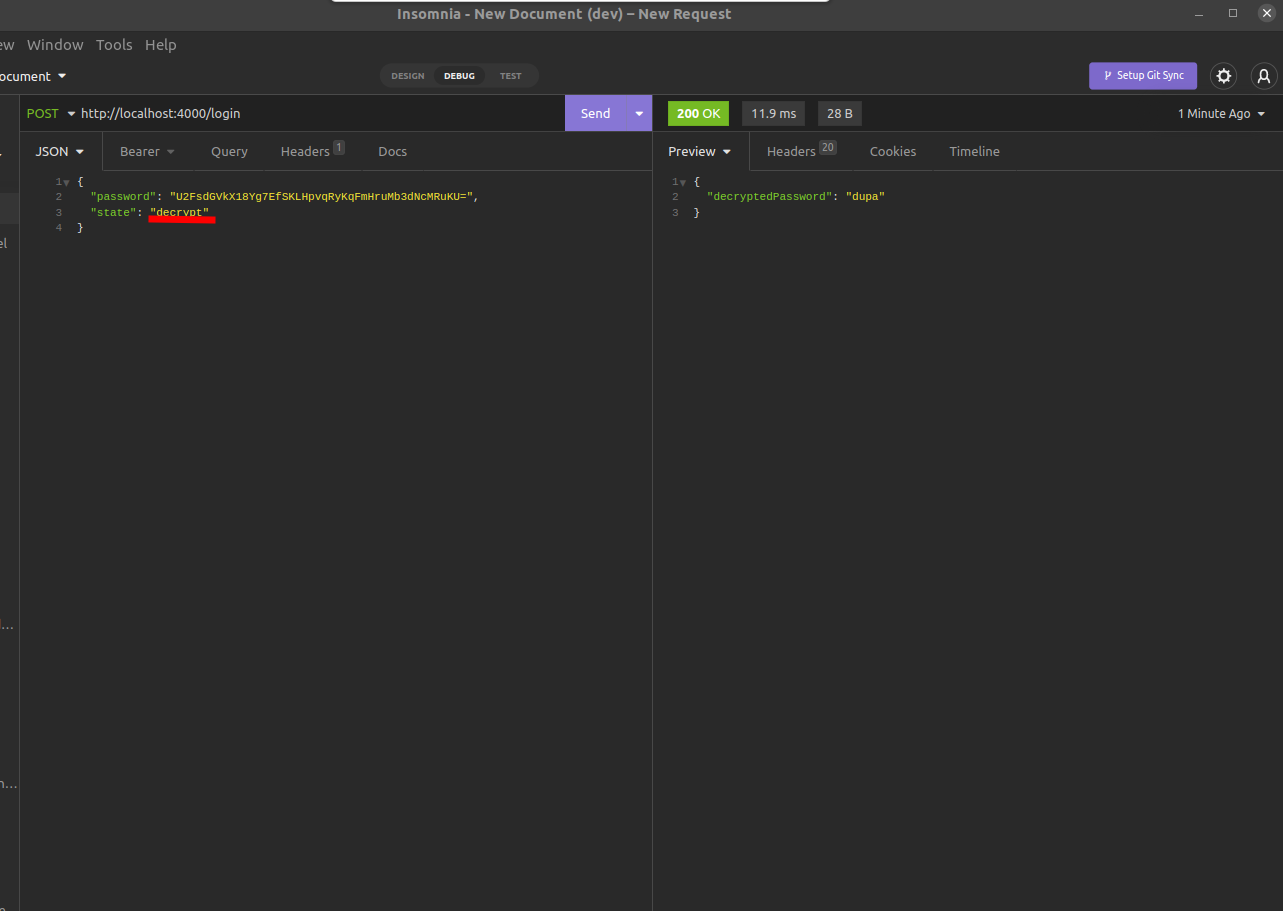 Insomnia - New Document (dev) – New Request
ew Window Tools Help
ocument DESIGN DEBUG TEST Setup Git Sync
POST http://localhost:4000/login Send 200 OK 11.9 ms 28 B 1 Minute Ago
JSON Bearer Query Headers 1 Docs Preview Headers 20 Cookies Timeline
1 {
2 "password": "U2FsdGVkX18Yg7EfSKLHpvqRyKqFmHruMb3dNcMRuKU=",
3 "state": "decrypt"
4 }
1 {
2 "decryptedPassword": "dupa"
3 }
el